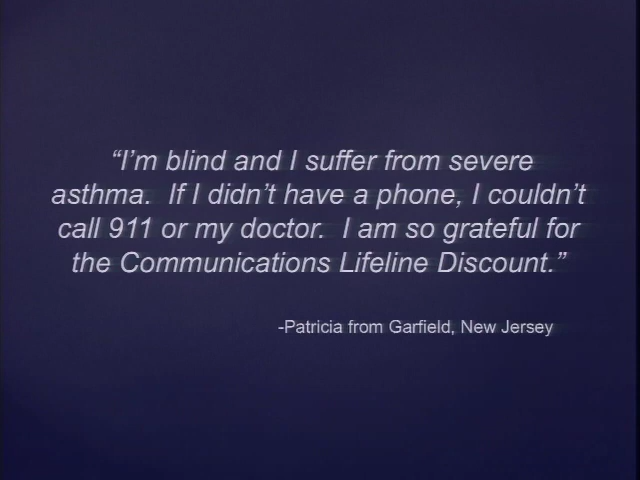 “I’m blind and I suffer from severe
asthma.  If I didn’t have a phone, I couldn’t
call 911 or my doctor.  I am so grateful for
the Communications Lifeline Discount.”
-Patricia from Garfield, New Jersey